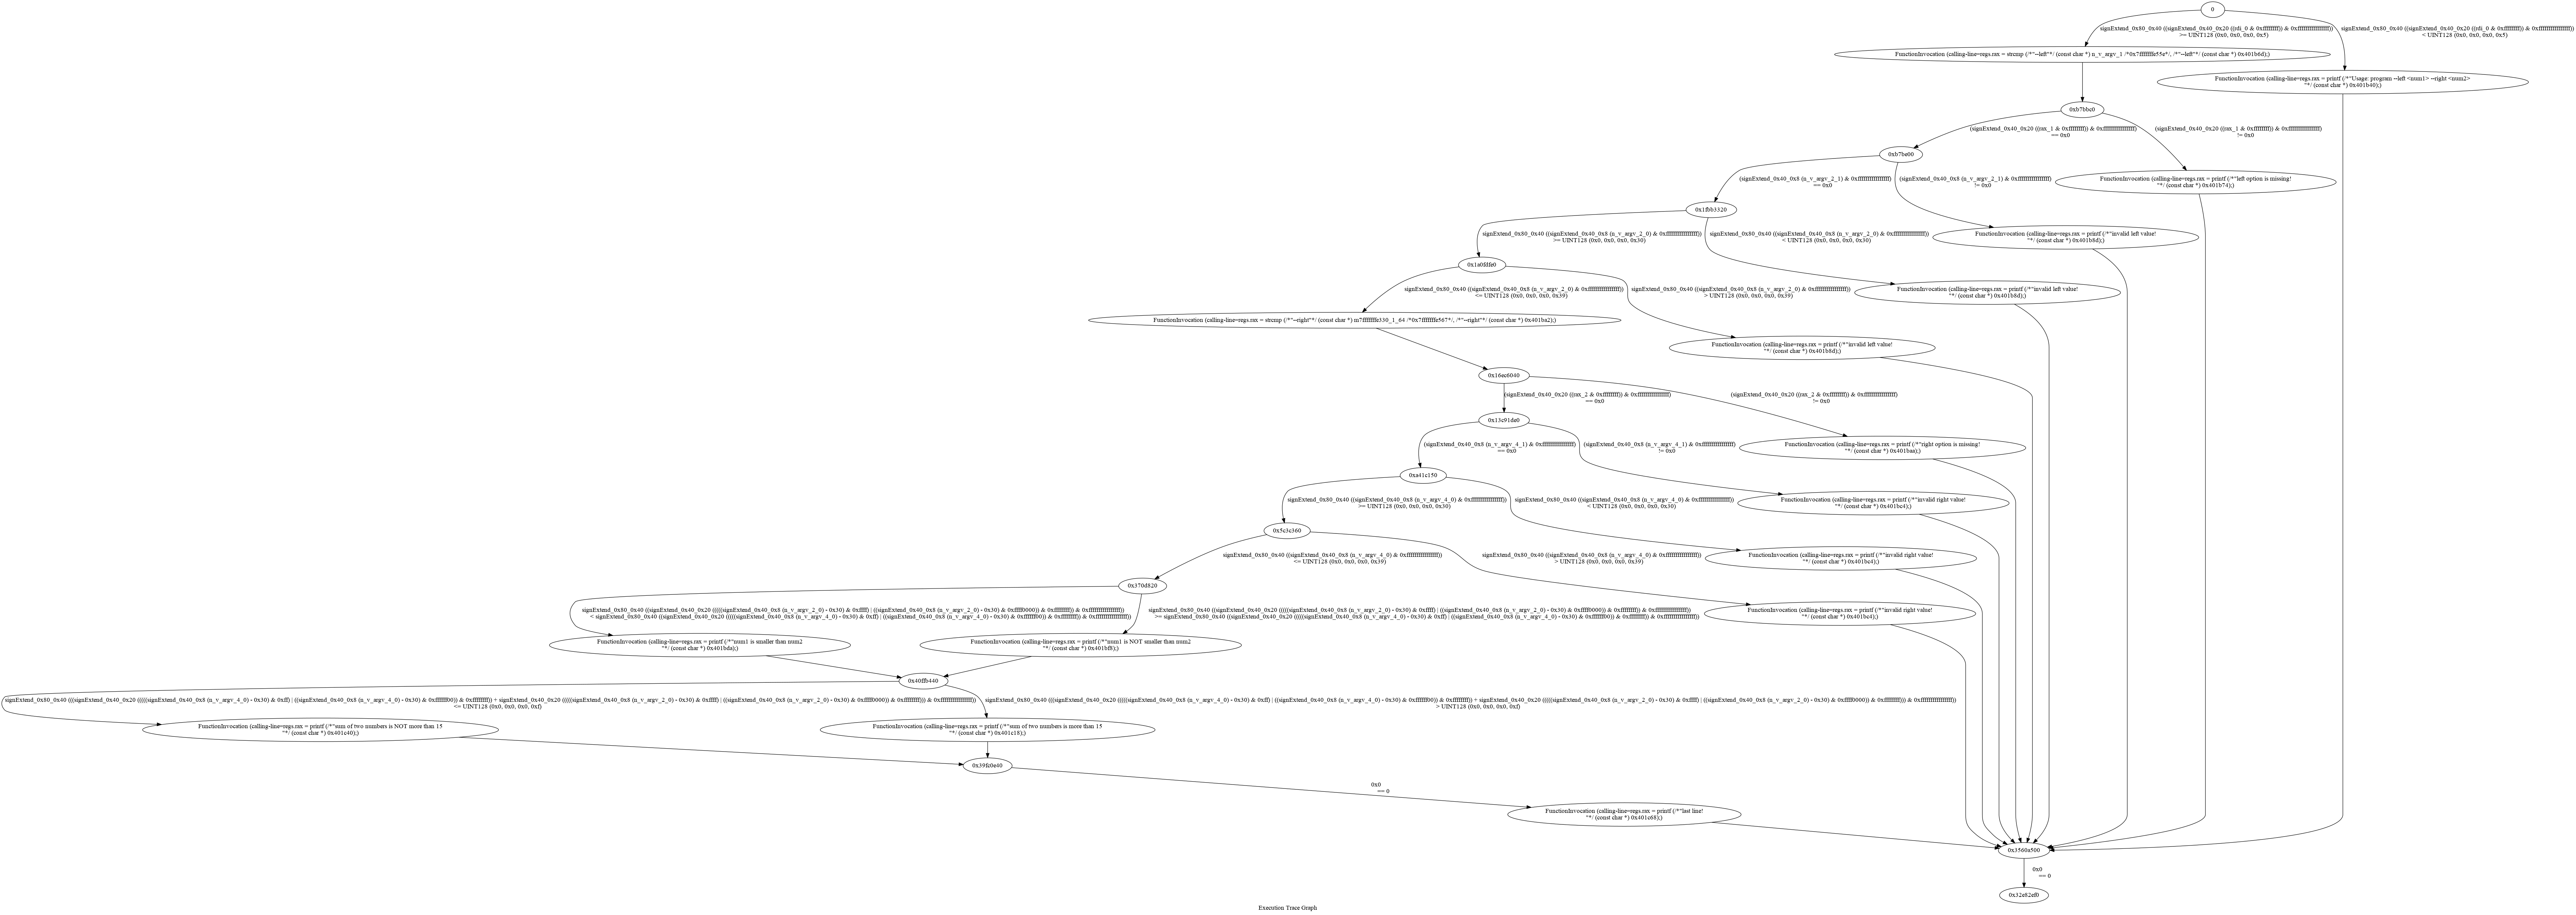 0
signExtend_0x80_0x40 ((signExtend_0x40_0x20 ((rdi_0 & 0xffffffff)) & 0xffffffffffffffff))
>= UINT128 (0x0, 0x0, 0x0, 0x5)
signExtend_0x80_0x40 ((signExtend_0x40_0x20 ((rdi_0 & 0xffffffff)) & 0xffffffffffffffff))
< UINT128 (0x0, 0x0, 0x0, 0x5)
FunctionInvocation (calling-line=regs.rax = strcmp (/*"--left"*/ (const char *) n_v_argv_1 /*0x7fffffffe55e*/, /*"--left"*/ (const char *) 0x401b6d);)
FunctionInvocation (calling-line=regs.rax = printf (/*"Usage: program --left <num1> --right <num2>
"*/ (const char *) 0x401b40);)
0xb7bbc0
(signExtend_0x40_0x20 ((rax_1 & 0xffffffff)) & 0xffffffffffffffff)
== 0x0
(signExtend_0x40_0x20 ((rax_1 & 0xffffffff)) & 0xffffffffffffffff)
!= 0x0
0xb7be00
(signExtend_0x40_0x8 (n_v_argv_2_1) & 0xffffffffffffffff)
== 0x0
(signExtend_0x40_0x8 (n_v_argv_2_1) & 0xffffffffffffffff)
!= 0x0
FunctionInvocation (calling-line=regs.rax = printf (/*"left option is missing!
"*/ (const char *) 0x401b74);)
0x1fbb3320
signExtend_0x80_0x40 ((signExtend_0x40_0x8 (n_v_argv_2_0) & 0xffffffffffffffff))
>= UINT128 (0x0, 0x0, 0x0, 0x30)
signExtend_0x80_0x40 ((signExtend_0x40_0x8 (n_v_argv_2_0) & 0xffffffffffffffff))
< UINT128 (0x0, 0x0, 0x0, 0x30)
FunctionInvocation (calling-line=regs.rax = printf (/*"invalid left value!
"*/ (const char *) 0x401b8d);)
0x1a0fdfe0
signExtend_0x80_0x40 ((signExtend_0x40_0x8 (n_v_argv_2_0) & 0xffffffffffffffff))
<= UINT128 (0x0, 0x0, 0x0, 0x39)
signExtend_0x80_0x40 ((signExtend_0x40_0x8 (n_v_argv_2_0) & 0xffffffffffffffff))
> UINT128 (0x0, 0x0, 0x0, 0x39)
FunctionInvocation (calling-line=regs.rax = printf (/*"invalid left value!
"*/ (const char *) 0x401b8d);)
FunctionInvocation (calling-line=regs.rax = strcmp (/*"--right"*/ (const char *) m7fffffffe330_1_64 /*0x7fffffffe567*/, /*"--right"*/ (const char *) 0x401ba2);)
FunctionInvocation (calling-line=regs.rax = printf (/*"invalid left value!
"*/ (const char *) 0x401b8d);)
0x16ec6040
(signExtend_0x40_0x20 ((rax_2 & 0xffffffff)) & 0xffffffffffffffff)
== 0x0
(signExtend_0x40_0x20 ((rax_2 & 0xffffffff)) & 0xffffffffffffffff)
!= 0x0
0x13c91de0
(signExtend_0x40_0x8 (n_v_argv_4_1) & 0xffffffffffffffff)
== 0x0
(signExtend_0x40_0x8 (n_v_argv_4_1) & 0xffffffffffffffff)
!= 0x0
FunctionInvocation (calling-line=regs.rax = printf (/*"right option is missing!
"*/ (const char *) 0x401baa);)
0xa41c150
signExtend_0x80_0x40 ((signExtend_0x40_0x8 (n_v_argv_4_0) & 0xffffffffffffffff))
>= UINT128 (0x0, 0x0, 0x0, 0x30)
signExtend_0x80_0x40 ((signExtend_0x40_0x8 (n_v_argv_4_0) & 0xffffffffffffffff))
< UINT128 (0x0, 0x0, 0x0, 0x30)
FunctionInvocation (calling-line=regs.rax = printf (/*"invalid right value!
"*/ (const char *) 0x401bc4);)
0x5c3c360
signExtend_0x80_0x40 ((signExtend_0x40_0x8 (n_v_argv_4_0) & 0xffffffffffffffff))
<= UINT128 (0x0, 0x0, 0x0, 0x39)
signExtend_0x80_0x40 ((signExtend_0x40_0x8 (n_v_argv_4_0) & 0xffffffffffffffff))
> UINT128 (0x0, 0x0, 0x0, 0x39)
FunctionInvocation (calling-line=regs.rax = printf (/*"invalid right value!
"*/ (const char *) 0x401bc4);)
0x370d820
signExtend_0x80_0x40 ((signExtend_0x40_0x20 (((((signExtend_0x40_0x8 (n_v_argv_2_0) - 0x30) & 0xffff) | ((signExtend_0x40_0x8 (n_v_argv_2_0) - 0x30) & 0xffff0000)) & 0xffffffff)) & 0xffffffffffffffff))
< signExtend_0x80_0x40 ((signExtend_0x40_0x20 (((((signExtend_0x40_0x8 (n_v_argv_4_0) - 0x30) & 0xff) | ((signExtend_0x40_0x8 (n_v_argv_4_0) - 0x30) & 0xffffff00)) & 0xffffffff)) & 0xffffffffffffffff))
signExtend_0x80_0x40 ((signExtend_0x40_0x20 (((((signExtend_0x40_0x8 (n_v_argv_2_0) - 0x30) & 0xffff) | ((signExtend_0x40_0x8 (n_v_argv_2_0) - 0x30) & 0xffff0000)) & 0xffffffff)) & 0xffffffffffffffff))
>= signExtend_0x80_0x40 ((signExtend_0x40_0x20 (((((signExtend_0x40_0x8 (n_v_argv_4_0) - 0x30) & 0xff) | ((signExtend_0x40_0x8 (n_v_argv_4_0) - 0x30) & 0xffffff00)) & 0xffffffff)) & 0xffffffffffffffff))
FunctionInvocation (calling-line=regs.rax = printf (/*"invalid right value!
"*/ (const char *) 0x401bc4);)
FunctionInvocation (calling-line=regs.rax = printf (/*"num1 is smaller than num2
"*/ (const char *) 0x401bda);)
FunctionInvocation (calling-line=regs.rax = printf (/*"num1 is NOT smaller than num2
"*/ (const char *) 0x401bf8);)
0x40ffb440
signExtend_0x80_0x40 (((signExtend_0x40_0x20 (((((signExtend_0x40_0x8 (n_v_argv_4_0) - 0x30) & 0xff) | ((signExtend_0x40_0x8 (n_v_argv_4_0) - 0x30) & 0xffffff00)) & 0xffffffff)) + signExtend_0x40_0x20 (((((signExtend_0x40_0x8 (n_v_argv_2_0) - 0x30) & 0xffff) | ((signExtend_0x40_0x8 (n_v_argv_2_0) - 0x30) & 0xffff0000)) & 0xffffffff))) & 0xffffffffffffffff))
<= UINT128 (0x0, 0x0, 0x0, 0xf)
signExtend_0x80_0x40 (((signExtend_0x40_0x20 (((((signExtend_0x40_0x8 (n_v_argv_4_0) - 0x30) & 0xff) | ((signExtend_0x40_0x8 (n_v_argv_4_0) - 0x30) & 0xffffff00)) & 0xffffffff)) + signExtend_0x40_0x20 (((((signExtend_0x40_0x8 (n_v_argv_2_0) - 0x30) & 0xffff) | ((signExtend_0x40_0x8 (n_v_argv_2_0) - 0x30) & 0xffff0000)) & 0xffffffff))) & 0xffffffffffffffff))
> UINT128 (0x0, 0x0, 0x0, 0xf)
FunctionInvocation (calling-line=regs.rax = printf (/*"sum of two numbers is NOT more than 15
"*/ (const char *) 0x401c40);)
FunctionInvocation (calling-line=regs.rax = printf (/*"sum of two numbers is more than 15
"*/ (const char *) 0x401c18);)
0x39fc0e40
0x0
== 0
FunctionInvocation (calling-line=regs.rax = printf (/*"last line!
"*/ (const char *) 0x401c68);)
0x3560a500
0x0
== 0
0x32e82ef0
Execution Trace Graph